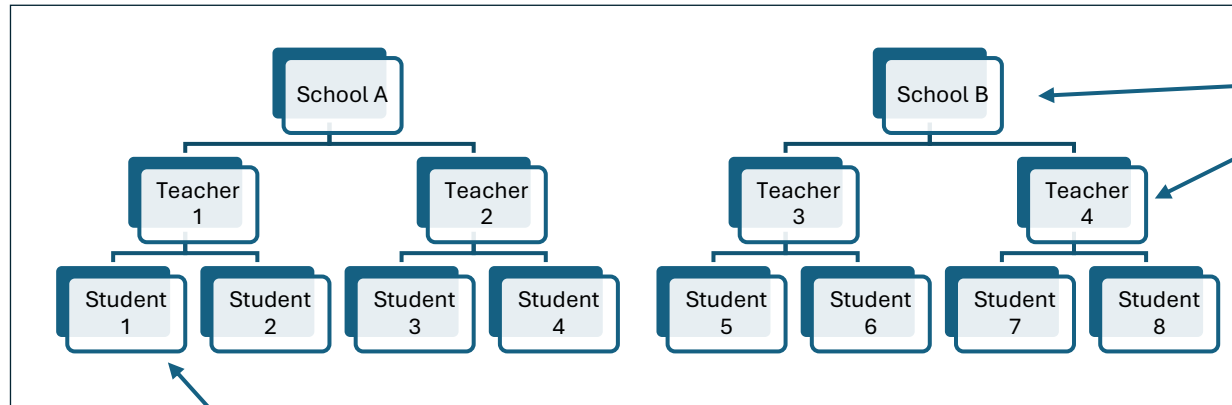 School A
School B
Teacher
1
Teacher
2
Teacher
3
Teacher
4
Student
1
Student
2
Student
3
Student
4
Student
5
Student
6
Student
7
Student
8